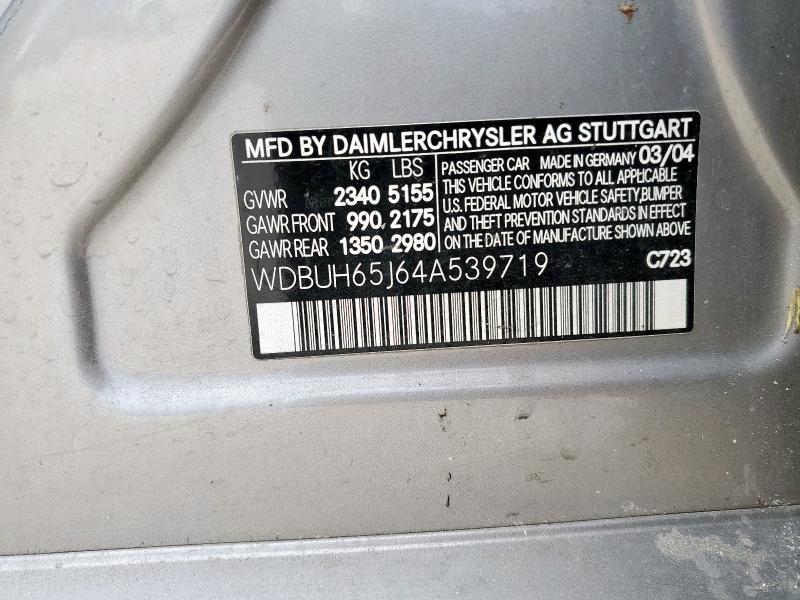 MFD BY DAIMLERCHRYSLER AG STUTTGART
KG LBS
GVWR 2340 5155
GAWR FRONT 990 2175
GAWR REAR 1350 2980
PASSENGER CAR MADE IN GERMANY 03/04
THIS VEHICLE CONFORMS TO ALL APPLICABLE
U.S. FEDERAL MOTOR VEHICLE SAFETY,BUMPER
AND THEFT PREVENTION STANDARDS IN EFFECT
ON THE DATE OF MANUFACTURE SHOWN ABOVE
WDBUH65J64A539719
C723